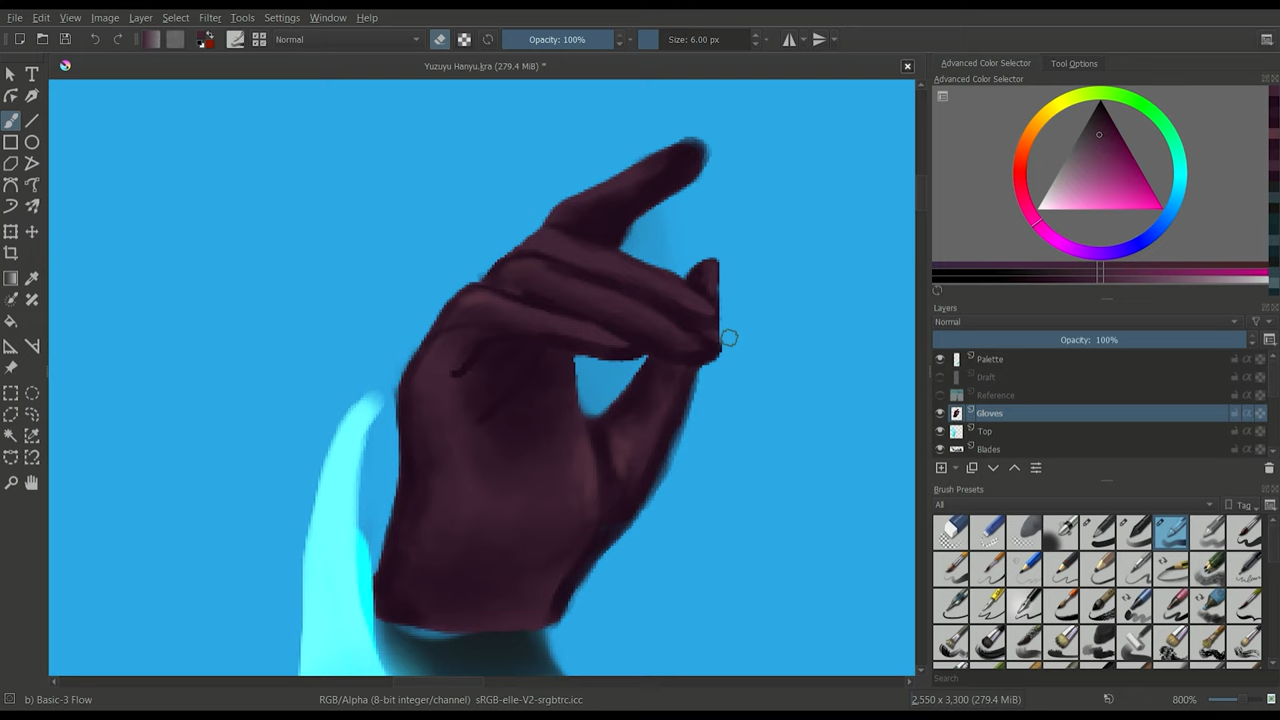 File Edit View Image Layer Select Filter Tools Settings Window Help
Normal Opacity: 100% Size: 6.00 px
Yuzuyu Hanyu.kra (279.4 MiB) *
Advanced Color Selector Tool Options
Advanced Color Selector
Layers
Normal
Opacity: 100%
Palette
Draft
Reference
Gloves
Top
Blades
Brush Presets
All Tag
Search
b) Basic-3 Flow RGB/Alpha (8-bit integer/channel) sRGB-elle-V2-srgbtrc.icc 2,550 x 3,300 (279.4 MiB) 800%